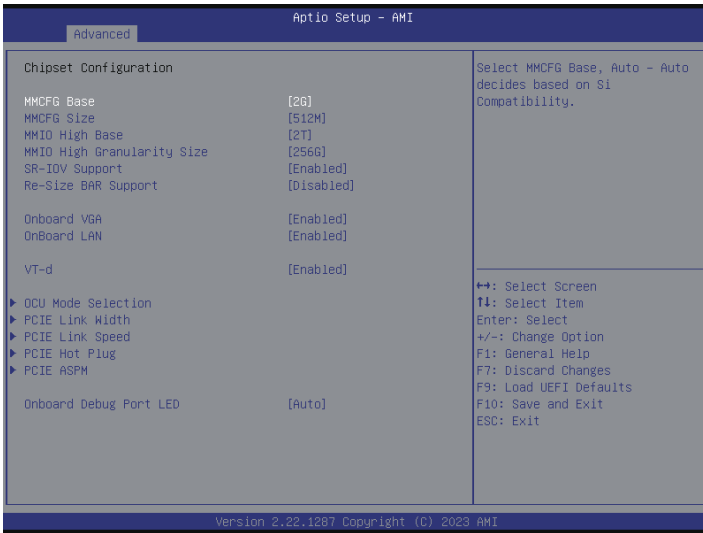 Aptio Setup - AMI
Advanced
Chipset Configuration
MMCFG Base [2G]
MMCFG Size [512M]
MMIO High Base [2T]
MMIO High Granularity Size [256G]
SR-IOV Support [Enabled]
Re-Size BAR Support [Disabled]
Onboard VGA [Enabled]
OnBoard LAN [Enabled]
VT-d [Enabled]
▶ OCU Mode Selection
▶ PCIE Link Width
▶ PCIE Link Speed
▶ PCIE Hot Plug
▶ PCIE ASPM
Onboard Debug Port LED [Auto]
Select MMCFG Base, Auto - Auto
decides based on Si
Compatibility.
↔: Select Screen
↑↓: Select Item
Enter: Select
+/-: Change Option
F1: General Help
F7: Discard Changes
F9: Load UEFI Defaults
F10: Save and Exit
ESC: Exit
Version 2.22.1287 Copyright (C) 2023 AMI